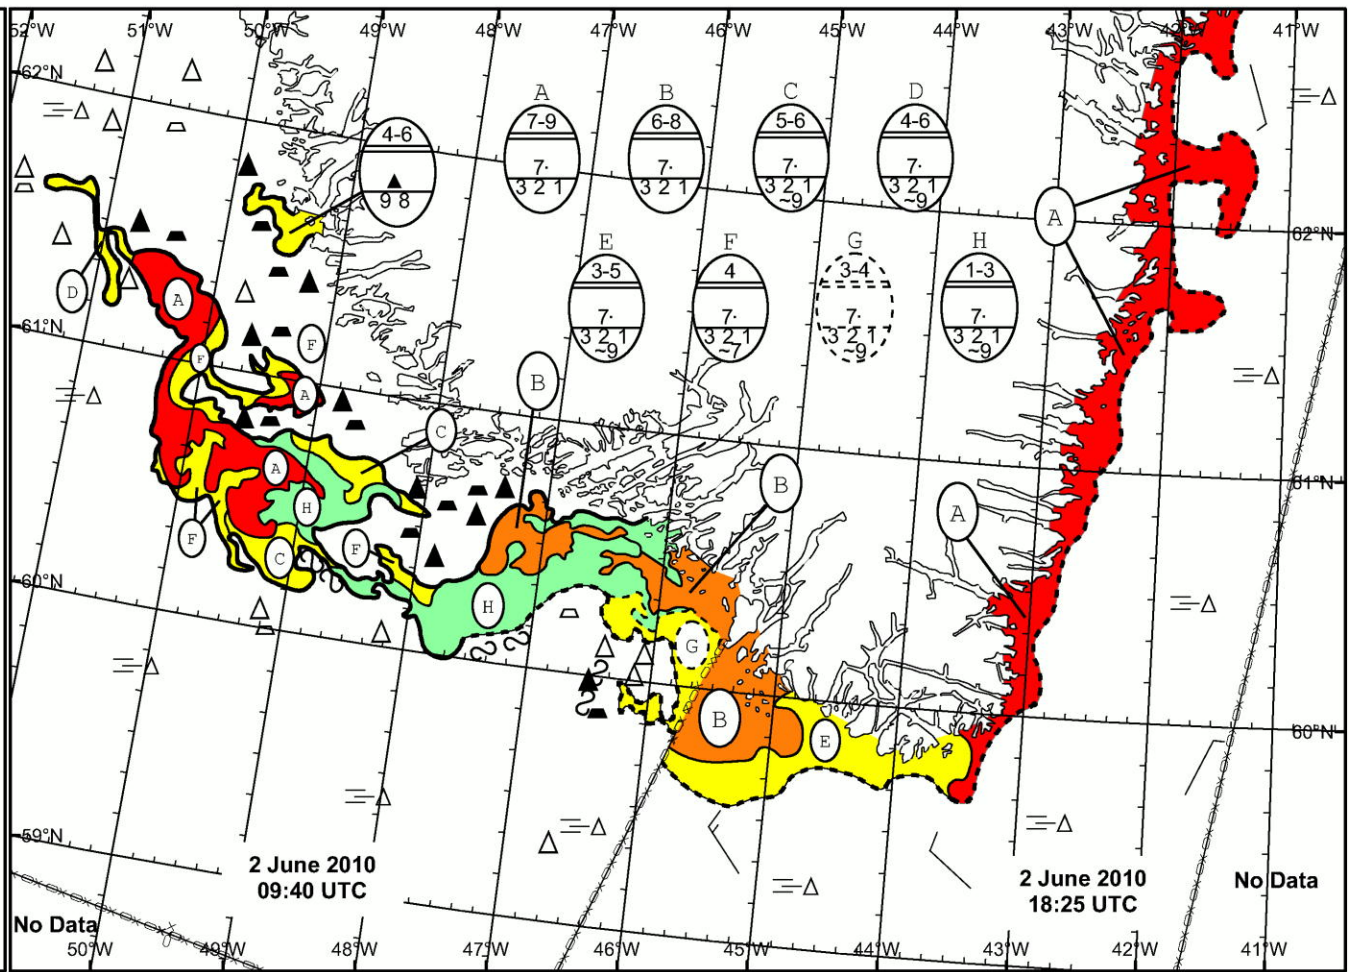 52°W 51°W 50°W 49°W 48°W 47°W 46°W 45°W 44°W 43°W 42°W 41°W
62°N
A B C D
4-6 7-9 6-8 5-6 4-6
7· 7· 7· 7·
9 8 3 2 1 3 2 1 3 2 1 3 2 1
~9 ~9
A
62°N
E F G H
D A 3-5 4 3-4 1-3
7· 7· 7· 7·
61°N 3 2 1 3 2 1 3 2 1 3 2 1
~9 ~7 ~9 ~9
F
F
B
A
C
A B
61°N
H A
F F
C
60°N
H
G
B
E
60°N
59°N
2 June 2010
09:40 UTC
2 June 2010
18:25 UTC
No Data
No Data
50°W 49°W 48°W 47°W 46°W 45°W 44°W 43°W 42°W 41°W